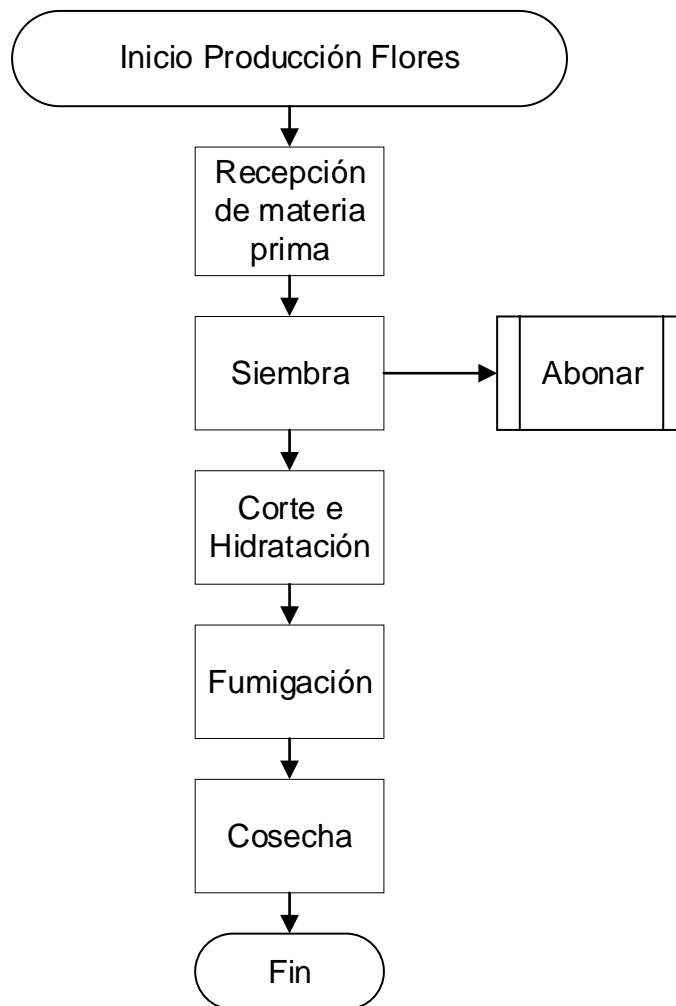 Inicio Producción Flores
Recepción
de materia
prima
Siembra
Abonar
Corte e
Hidratación
Fumigación
Cosecha
Fin